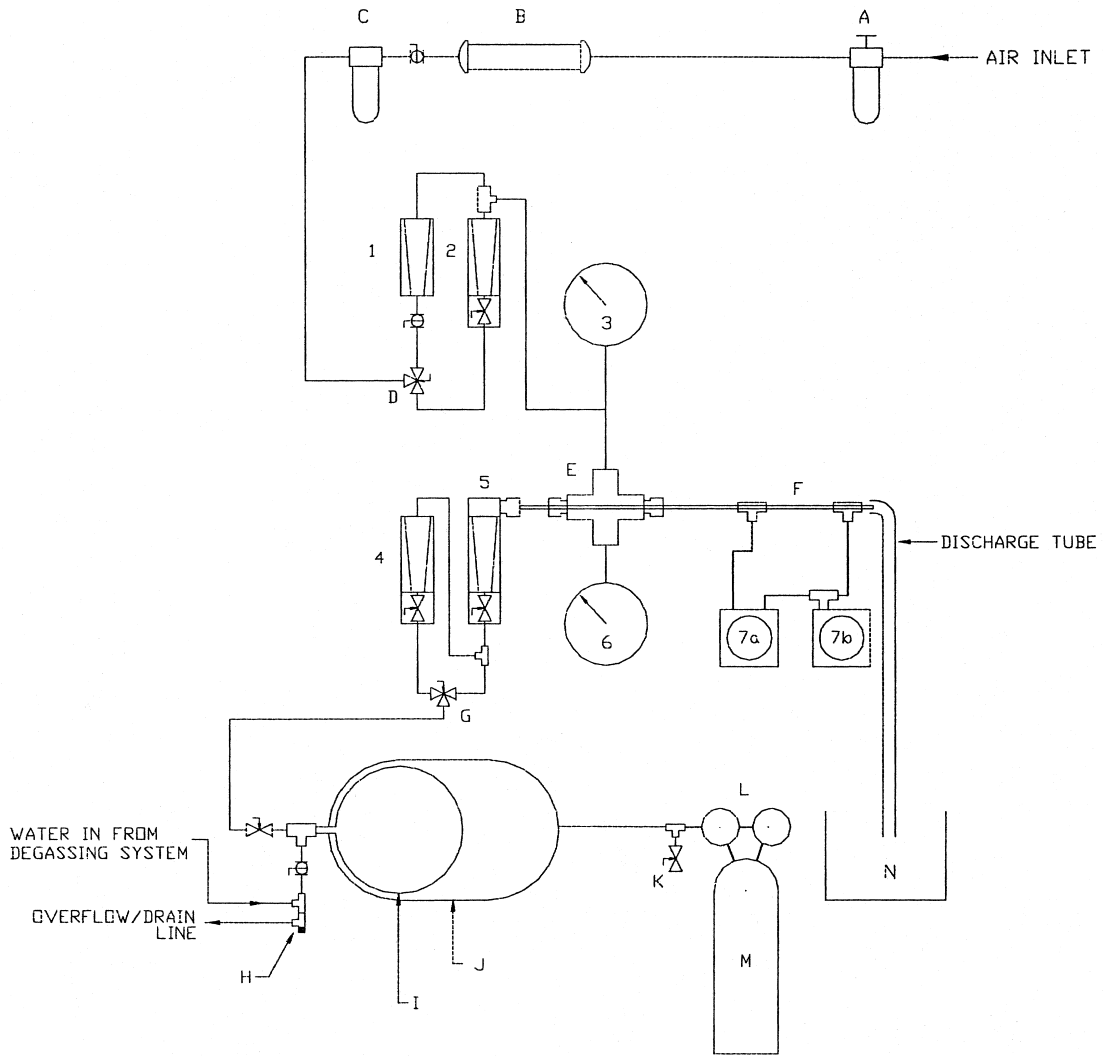 C
B
A
AIR INLET
1
2
3
D
E
5
F
4
DISCHARGE TUBE
6
7a
7b
G
L
WATER IN FROM
DEGASSING SYSTEM
K
N
OVERFLOW/DRAIN
LINE
M
H
J
I